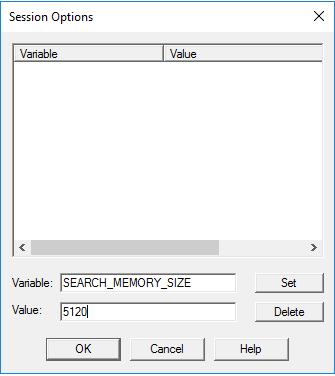 Session Options
Variable Value
Variable: SEARCH_MEMORY_SIZE Set
Value: 5120 Delete
OK Cancel Help